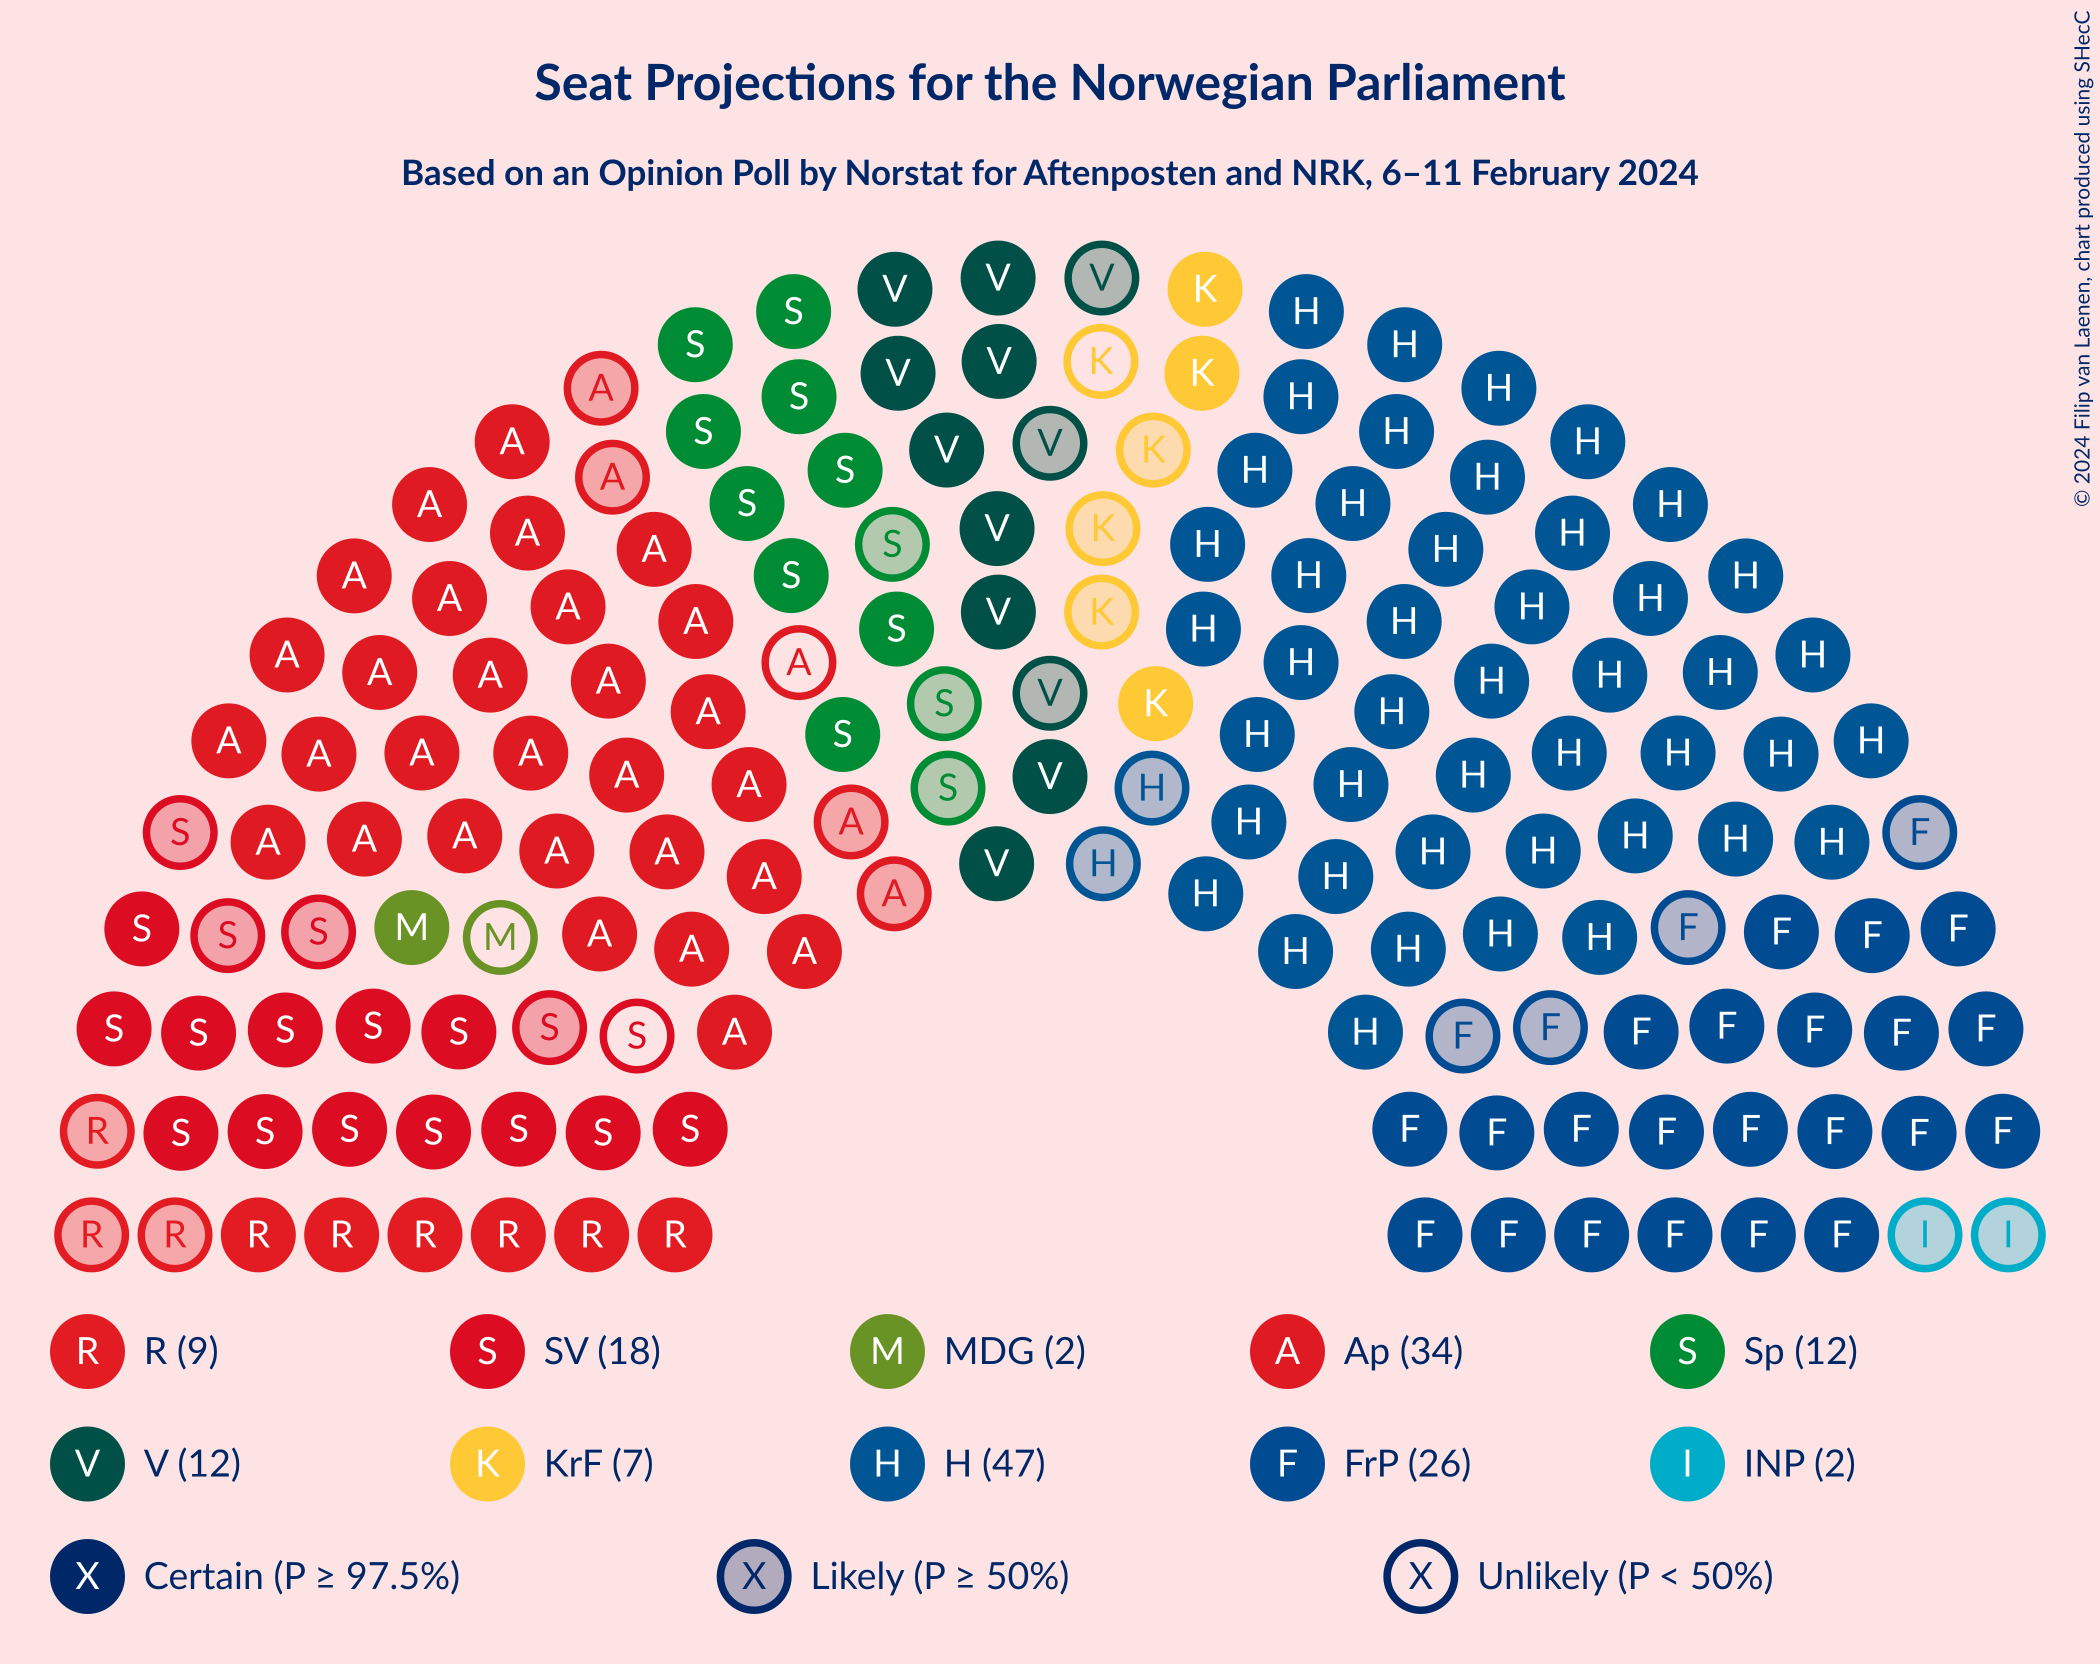 Seat Projections for the Norwegian Parliament
Based on an Opinion Poll by Norstat for Aftenposten and NRK, 6–11 February 2024
© 2024 Filip van Laenen, chart produced using SHecC
V V V K
S S H H
S V V K K H
A S H
A S S V V K H H H
A A S H H H
A A S S V K H H H H
A A A S H H H H
A A A A S V K H H H H
A A A A H H H H
A A A A A S V K H H H H H
A A A A A S H H H H H
S A A A A A A S V H H H H H H H F
S S S M M A A A A V H H H H H H F F F F
S S S S S S S A H F F F F F F F
R S S S S S S S F F F F F F F F
R R R R R R R R F F F F F F I I
R R (9) S SV (18) M MDG (2) A Ap (34) S Sp (12)
V V (12) K KrF (7) H H (47) F FrP (26) I INP (2)
X Certain (P ≥ 97.5%) X Likely (P ≥ 50%) X Unlikely (P < 50%)